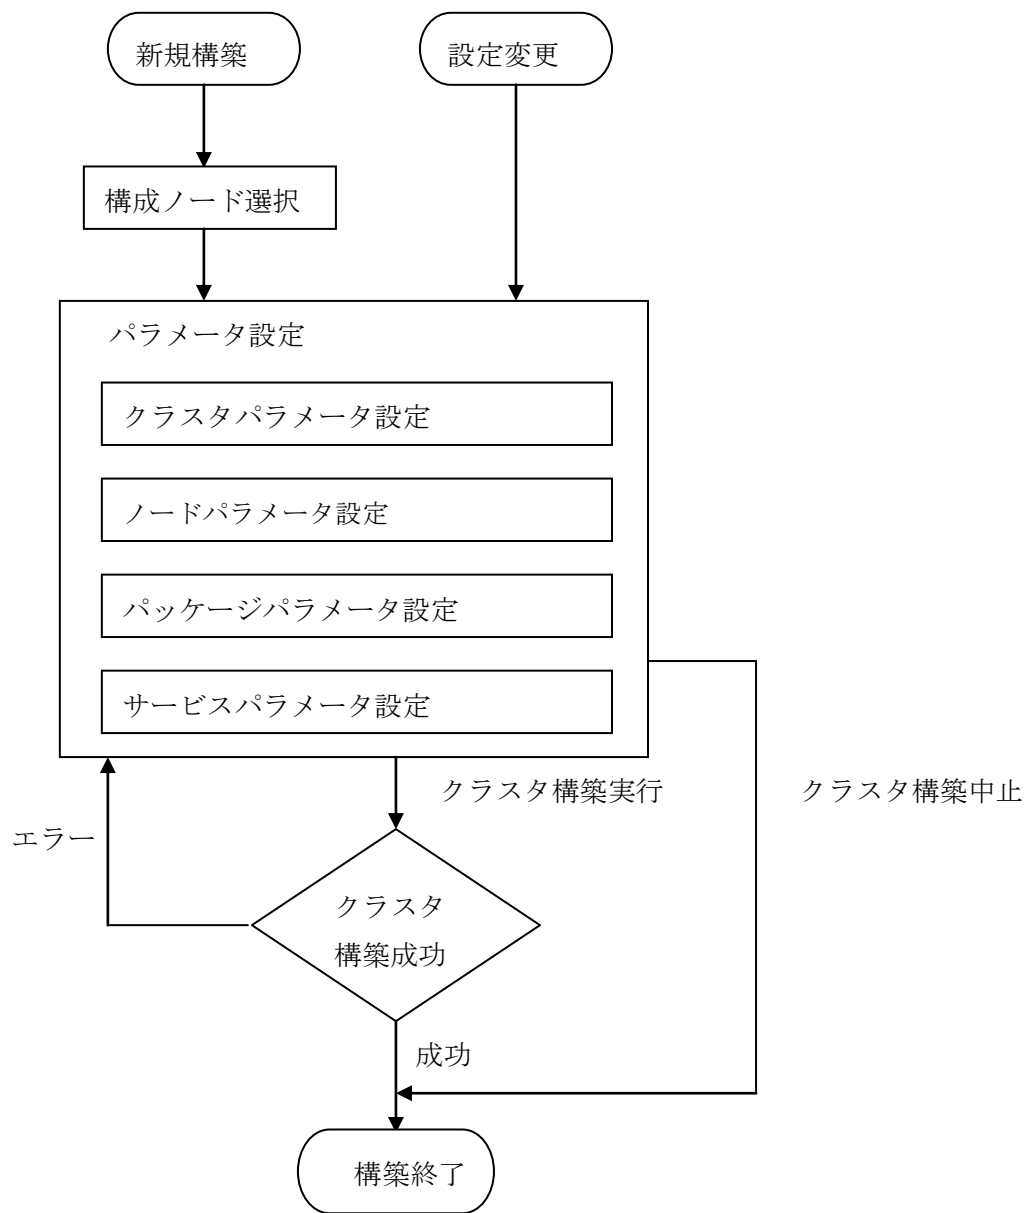 新規構築
設定変更
構成ノード選択
パラメータ設定
クラスタパラメータ設定
ノードパラメータ設定
パッケージパラメータ設定
サービスパラメータ設定
クラスタ構築実行
クラスタ構築中止
エラー
クラスタ
構築成功
成功
構築終了